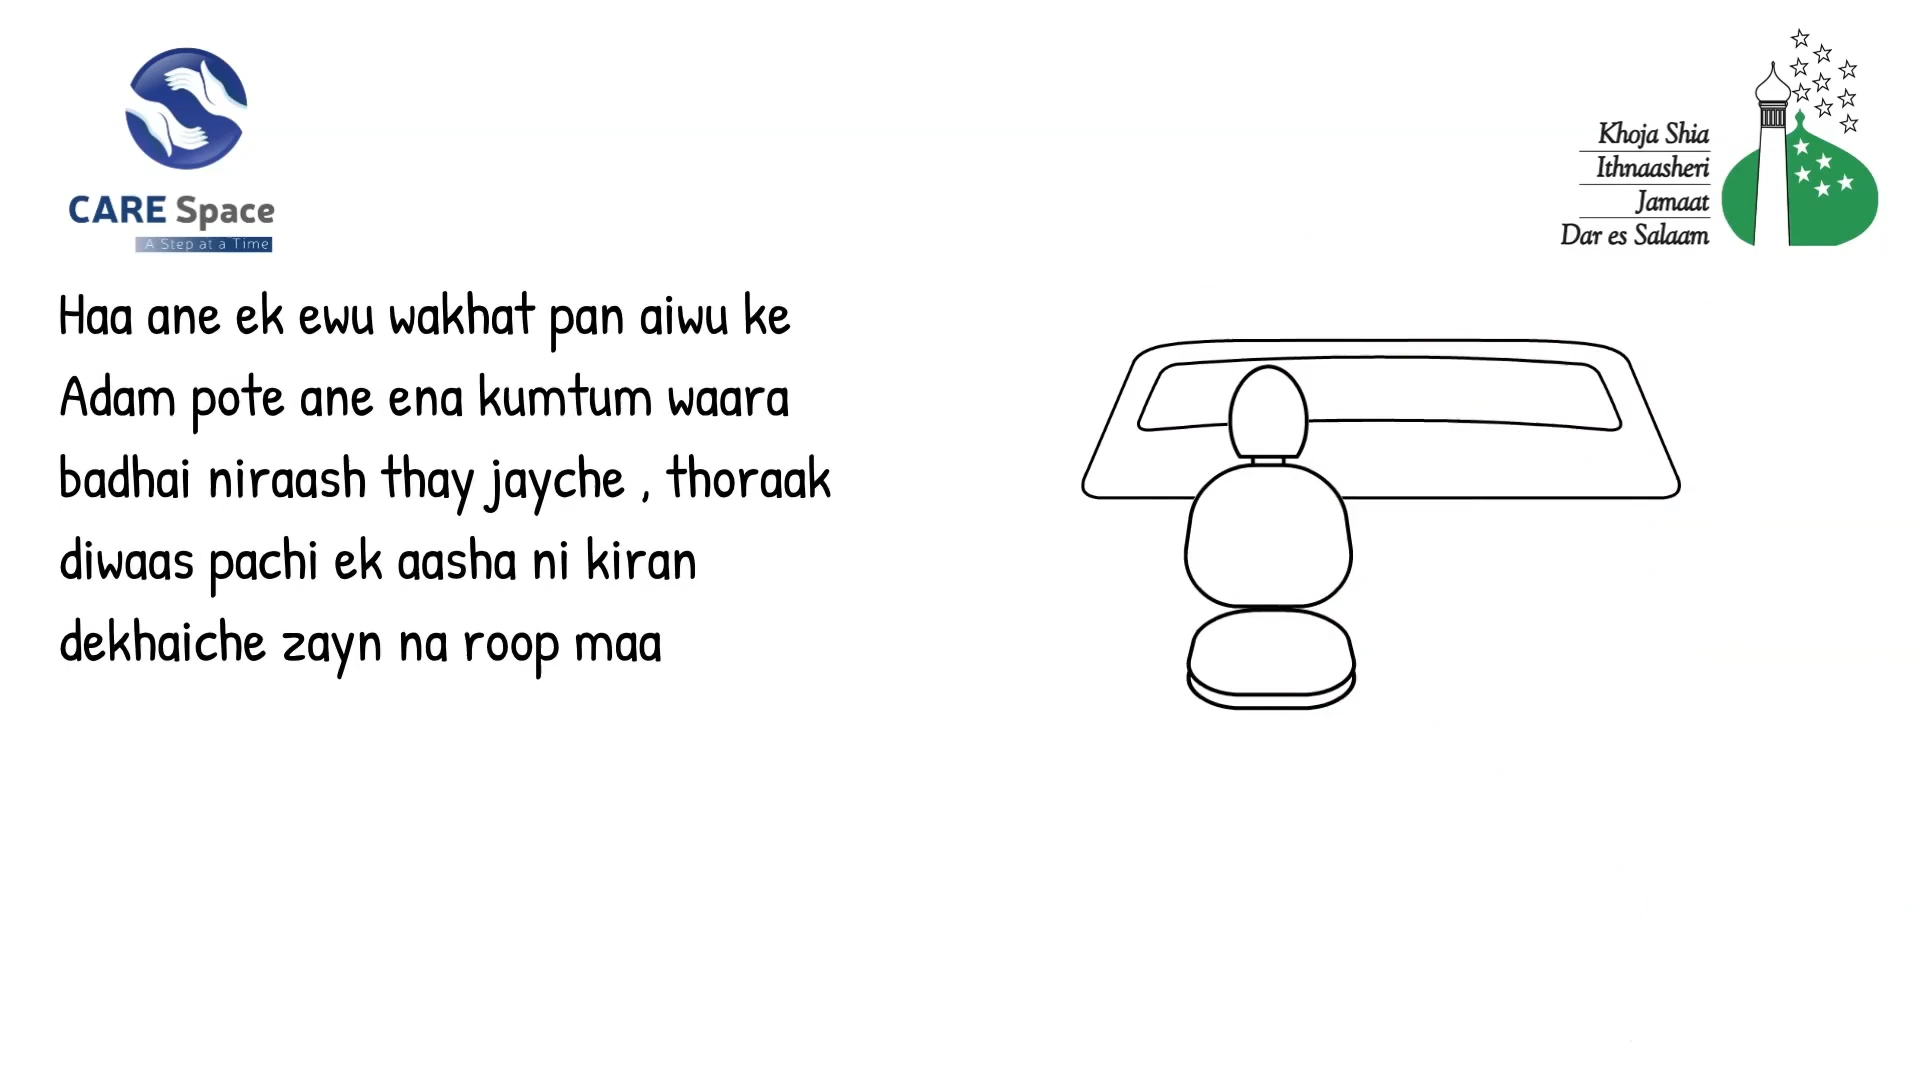 CARE Space
A Step at a Time
Khoja Shia
Ithnaasheri
Jamaat
Dar es Salaam
Haa ane ek ewu wakhat pan aiwu ke
Adam pote ane ena kumtum waara
badhai niraash thay jayche , thoraak
diwaas pachi ek aasha ni kiran
dekhaiche zayn na roop maa